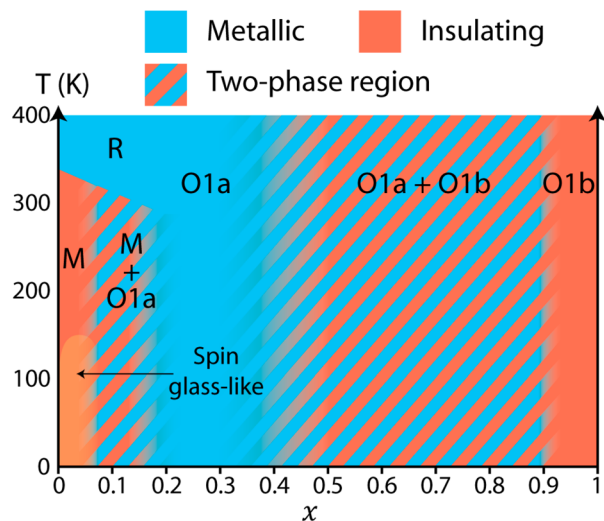 Metallic
Insulating
Two-phase region
T (K)
400
300
200
100
0
R
O1a
O1a + O1b
O1b
M
M
+
O1a
Spin
glass-like
0 0.1 0.2 0.3 0.4 0.5 0.6 0.7 0.8 0.9 1
x